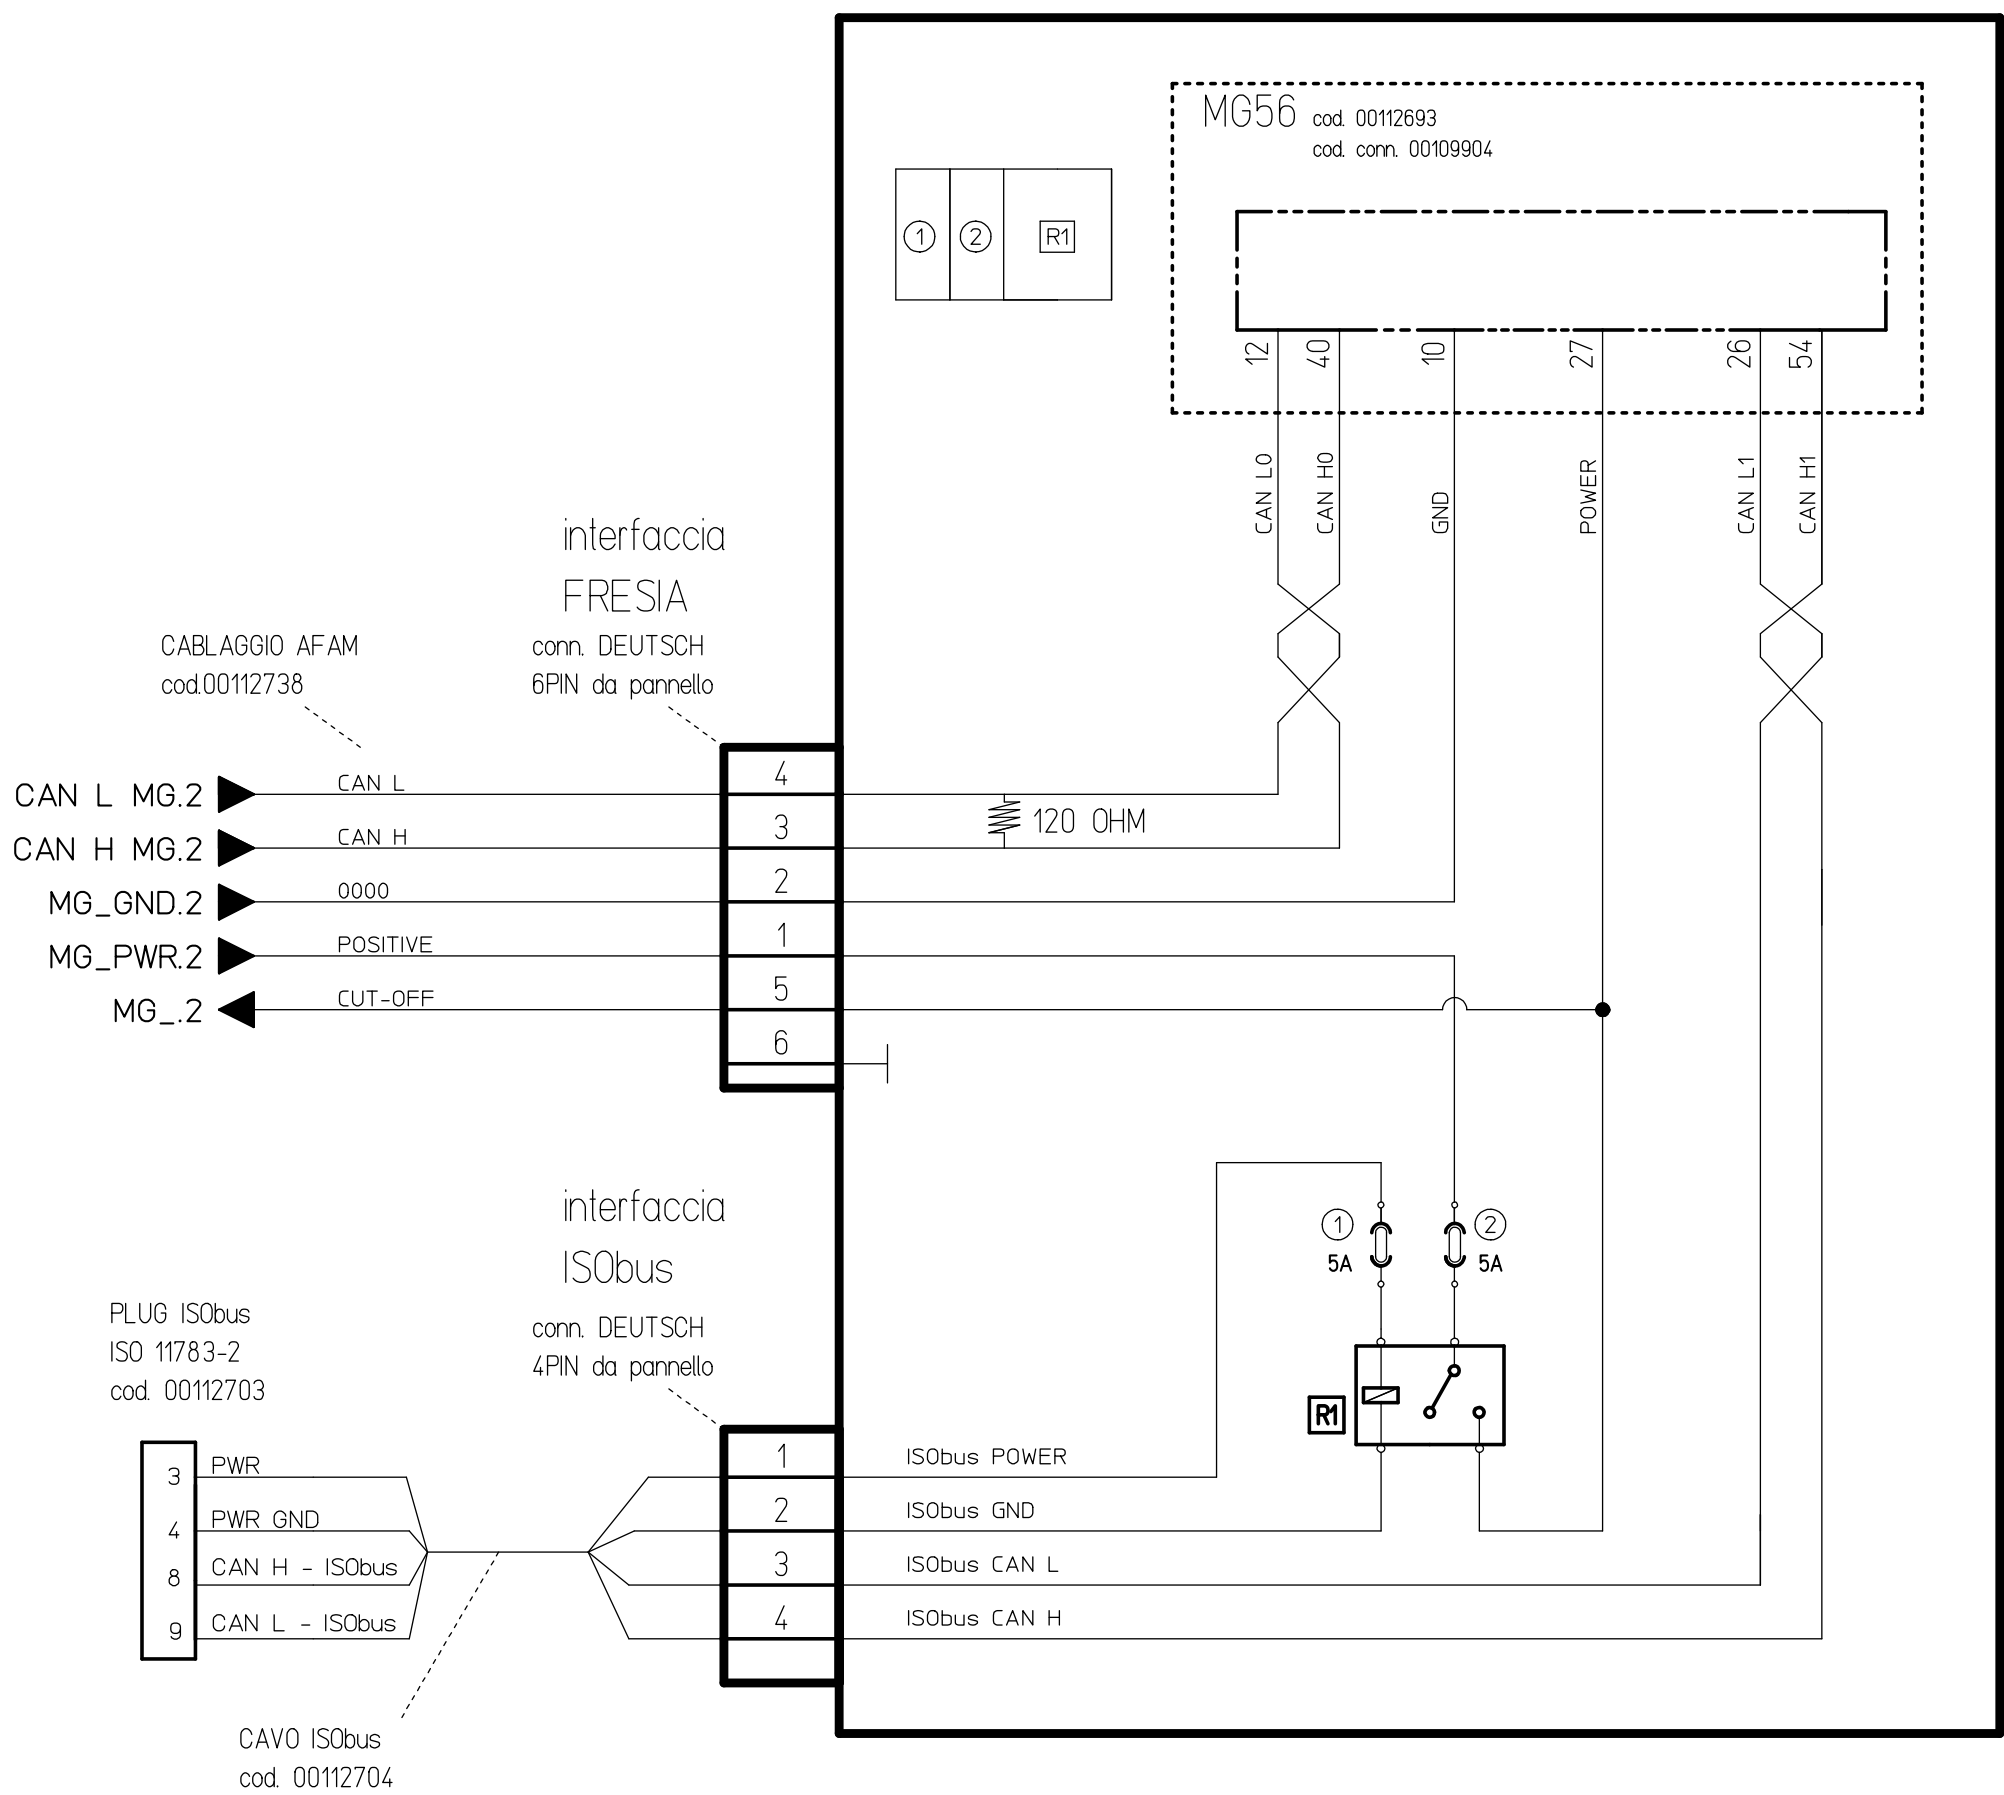 MG56 cod. 00112693
cod. conn. 00109904
1 2 R1
12 40 10 27 26 54
CAN L0
CAN H0
GND
POWER
CAN L1
CAN H1
interfaccia
FRESIA
conn. DEUTSCH
6PIN da pannello
CABLAGGIO AFAM
cod.00112738
CAN L MG.2 CAN L 4
CAN H MG.2 CAN H 3
MG_GND.2 0000 2
MG_PWR.2 POSITIVE 1
MG_.2 CUT-OFF 5
6
120 OHM
1 5A
2 5A
R1
interfaccia
ISObus
conn. DEUTSCH
4PIN da pannello
PLUG ISObus
ISO 11783-2
cod. 00112703
3 PWR
4 PWR GND
8 CAN H - ISObus
9 CAN L - ISObus
1 ISObus POWER
2 ISObus GND
3 ISObus CAN L
4 ISObus CAN H
CAVO ISObus
cod. 00112704